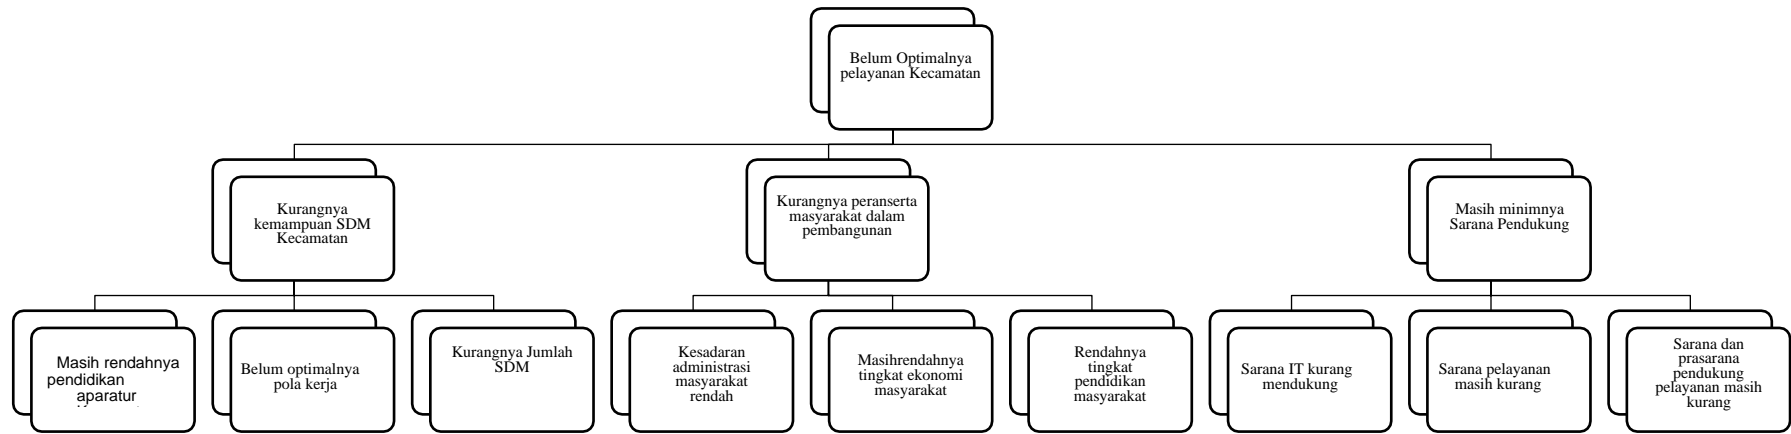 Belum Optimalnya
pelayanan Kecamatan
Kurangnya
kemampuan SDM
Kecamatan
Kurangnya peranserta
masyarakat dalam
pembangunan
Masih minimnya
Sarana Pendukung
Masih rendahnya
pendidikan
aparatur
Belum optimalnya
pola kerja
Kurangnya Jumlah
SDM
Kesadaran
administrasi
masyarakat
rendah
Masihrendahnya
tingkat ekonomi
masyarakat
Rendahnya
tingkat
pendidikan
masyarakat
Sarana IT kurang
mendukung
Sarana pelayanan
masih kurang
Sarana dan
prasarana
pendukung
pelayanan masih
kurang